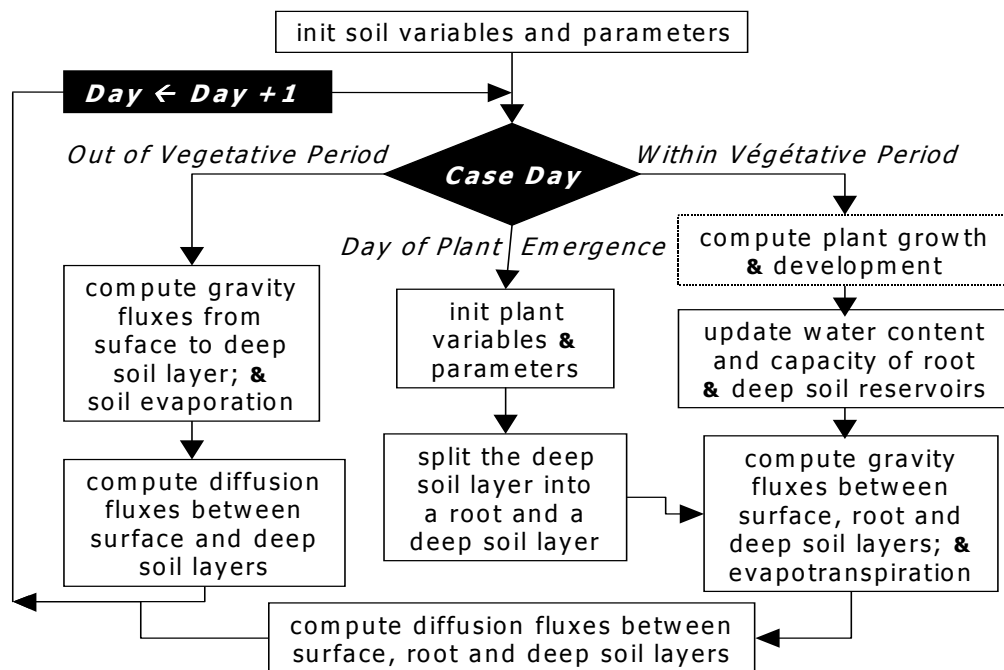 init soil variables and parameters
Day ← Day +1
Out of Vegetative Period
Case Day
Within Végétative Period
Day of Plant Emergence
compute gravity
fluxes from
suface to deep
soil layer; &
soil evaporation
compute diffusion
fluxes between
surface and deep
soil layers
init plant
variables &
parameters
split the deep
soil layer into
a root and a
deep soil layer
compute plant growth
& development
update water content
and capacity of root
& deep soil reservoirs
compute gravity
fluxes between
surface, root and
deep soil layers; &
evapotranspiration
compute diffusion fluxes between
surface, root and deep soil layers